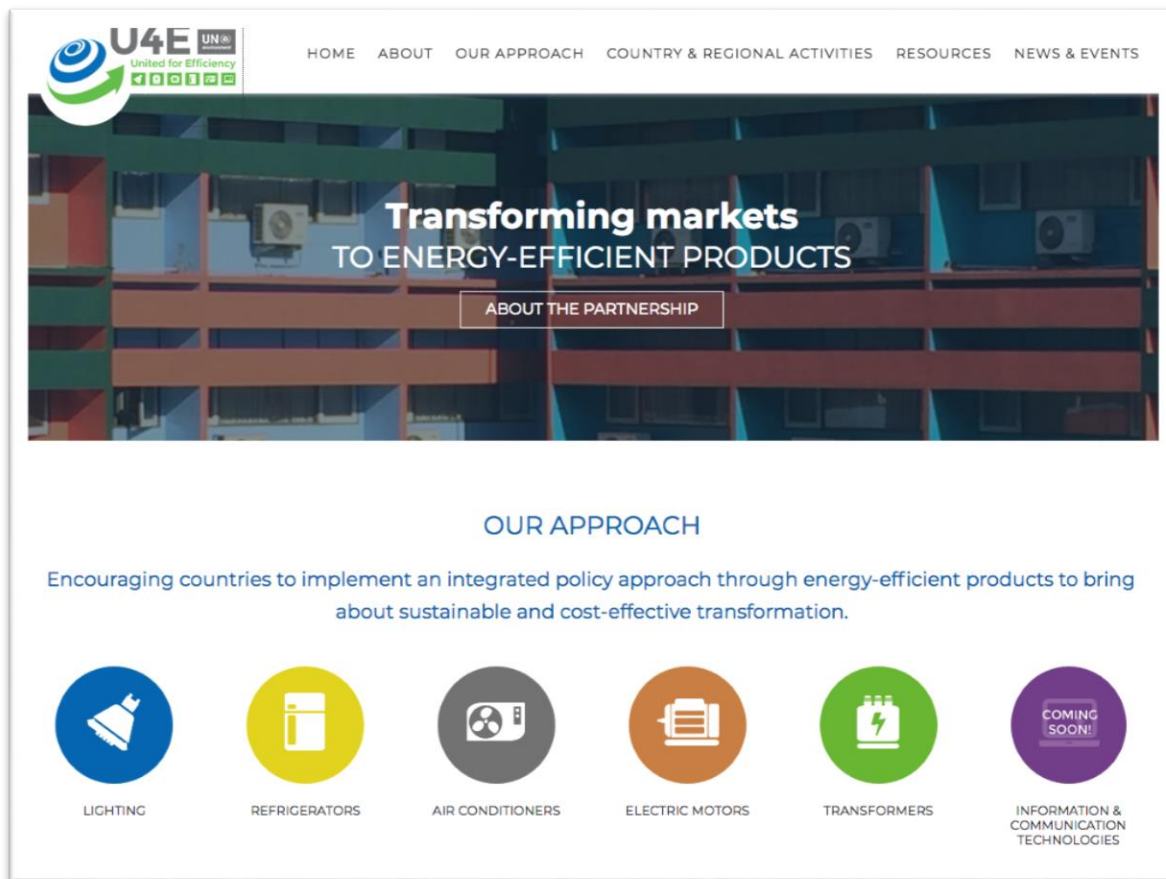 U4E
UN
environment
United for Efficiency
HOME ABOUT OUR APPROACH COUNTRY & REGIONAL ACTIVITIES RESOURCES NEWS & EVENTS
Transforming markets
TO ENERGY-EFFICIENT PRODUCTS
ABOUT THE PARTNERSHIP
OUR APPROACH
Encouraging countries to implement an integrated policy approach through energy-efficient products to bring
about sustainable and cost-effective transformation.
COMING
SOON!
LIGHTING
REFRIGERATORS
AIR CONDITIONERS
ELECTRIC MOTORS
TRANSFORMERS
INFORMATION &
COMMUNICATION
TECHNOLOGIES